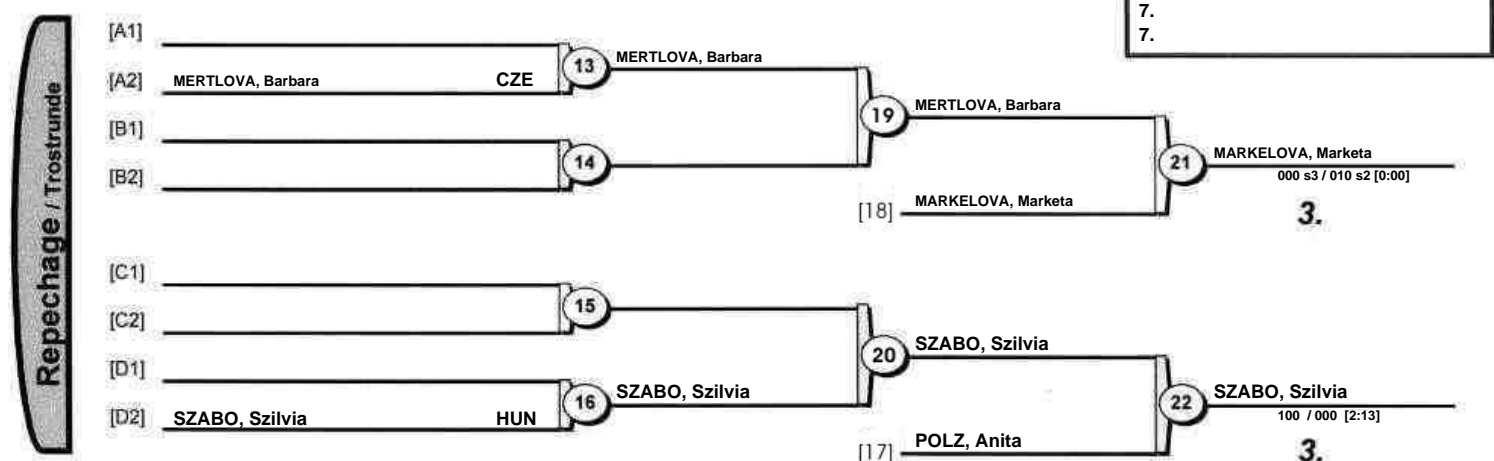 7.
7.
Repechage / Trostrunde
[A1]
[A2] MERTLOVA, Barbara CZE
13 MERTLOVA, Barbara
[B1]
[B2]
14
19 MERTLOVA, Barbara
[18] MARKELOVA, Marketa
21 MARKELOVA, Marketa
000 s3 / 010 s2 [0:00]
3.
[C1]
[C2]
15
[D1]
[D2] SZABO, Szilvia HUN
16 SZABO, Szilvia
20 SZABO, Szilvia
[17] POLZ, Anita
22 SZABO, Szilvia
100 / 000 [2:13]
3.